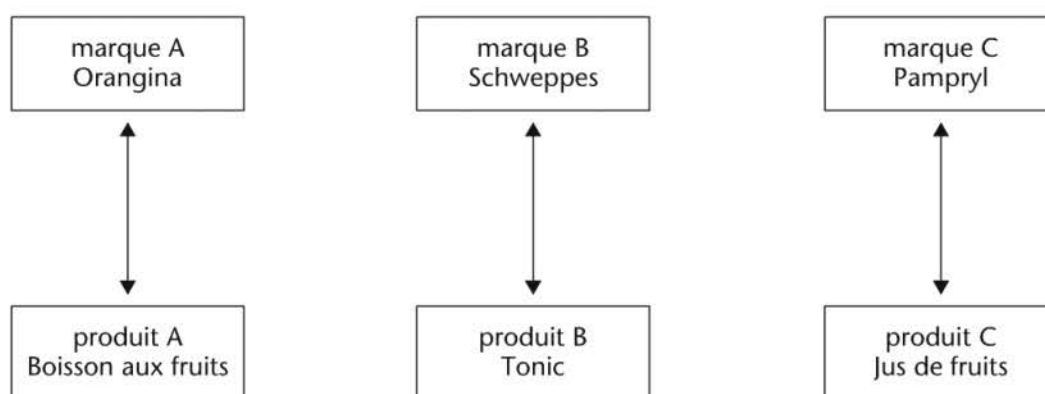 marque A
Orangina
marque B
Schweppes
marque C
Pampryl
produit A
Boisson aux fruits
produit B
Tonic
produit C
Jus de fruits